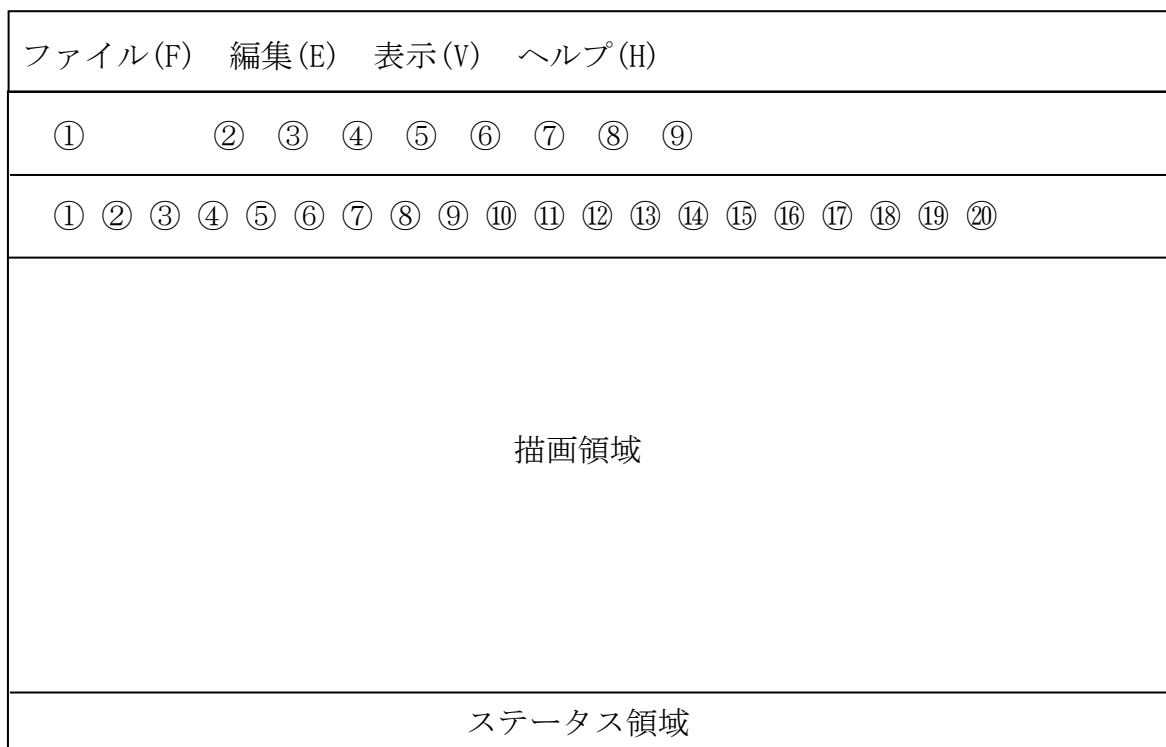 ファイル(F) 編集(E) 表示(V) ヘルプ(H)
① ② ③ ④ ⑤ ⑥ ⑦ ⑧ ⑨
① ② ③ ④ ⑤ ⑥ ⑦ ⑧ ⑨ ⑩ ⑪ ⑫ ⑬ ⑭ ⑮ ⑯ ⑰ ⑱ ⑲ ⑳
描画領域
ステータス領域